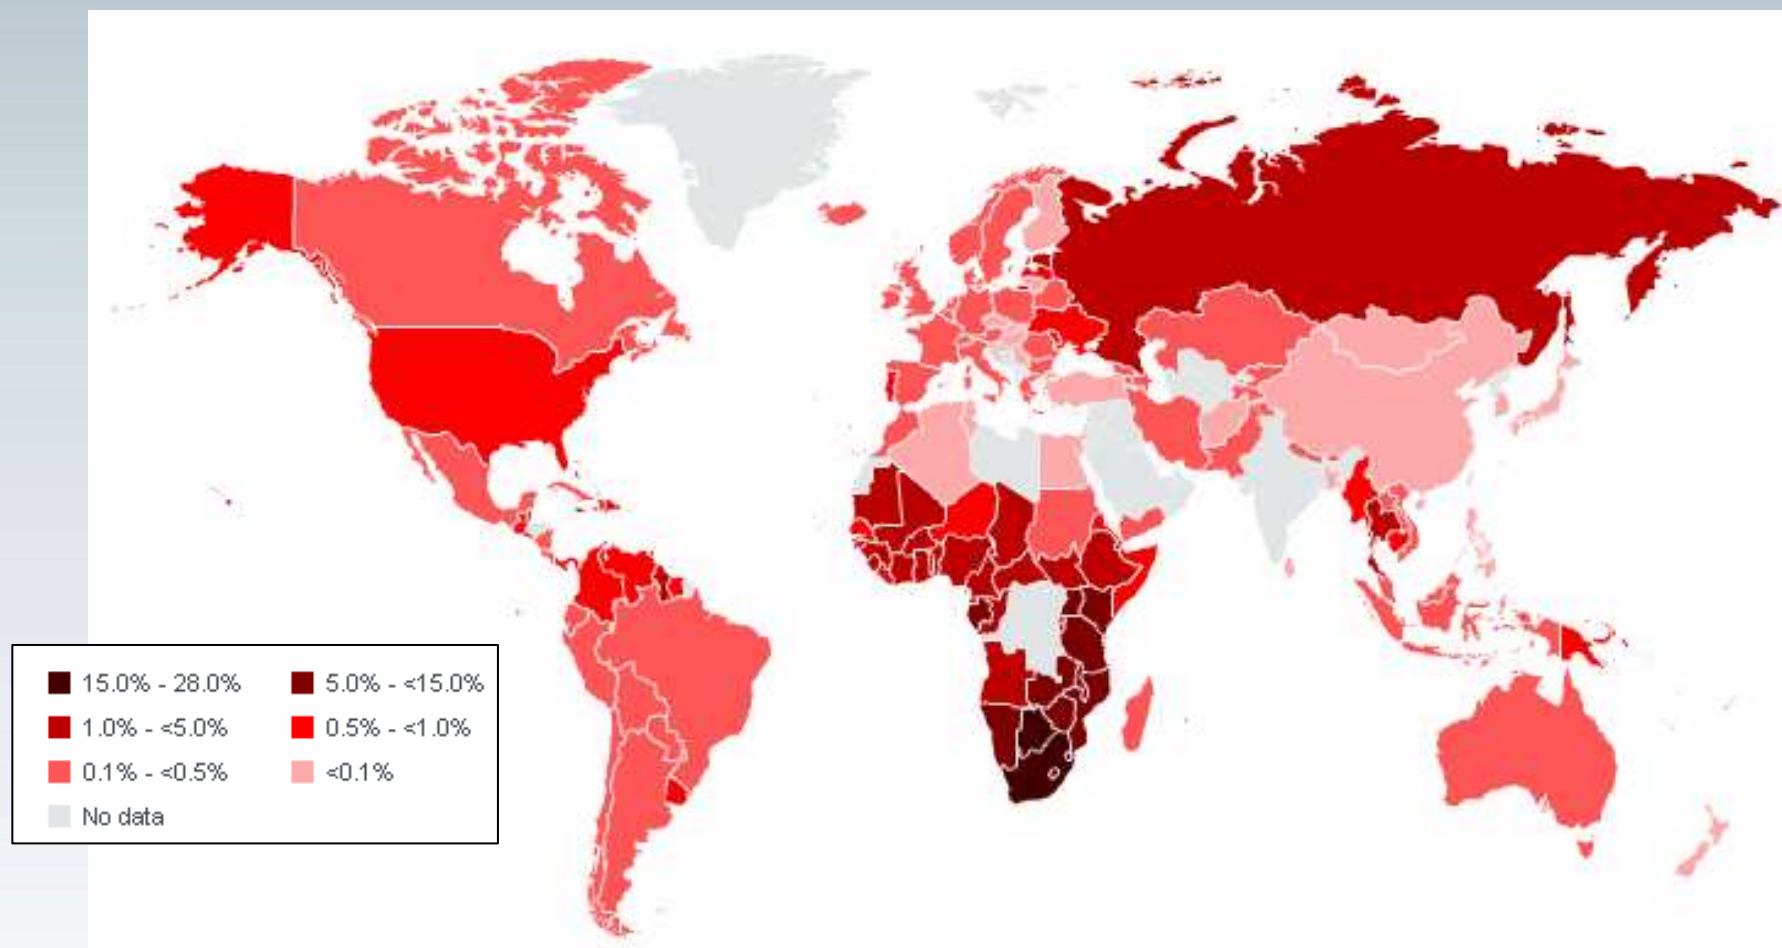 15.0% - 28.0% 5.0% - <15.0%
1.0% - <5.0% 0.5% - <1.0%
0.1% - <0.5% <0.1%
No data